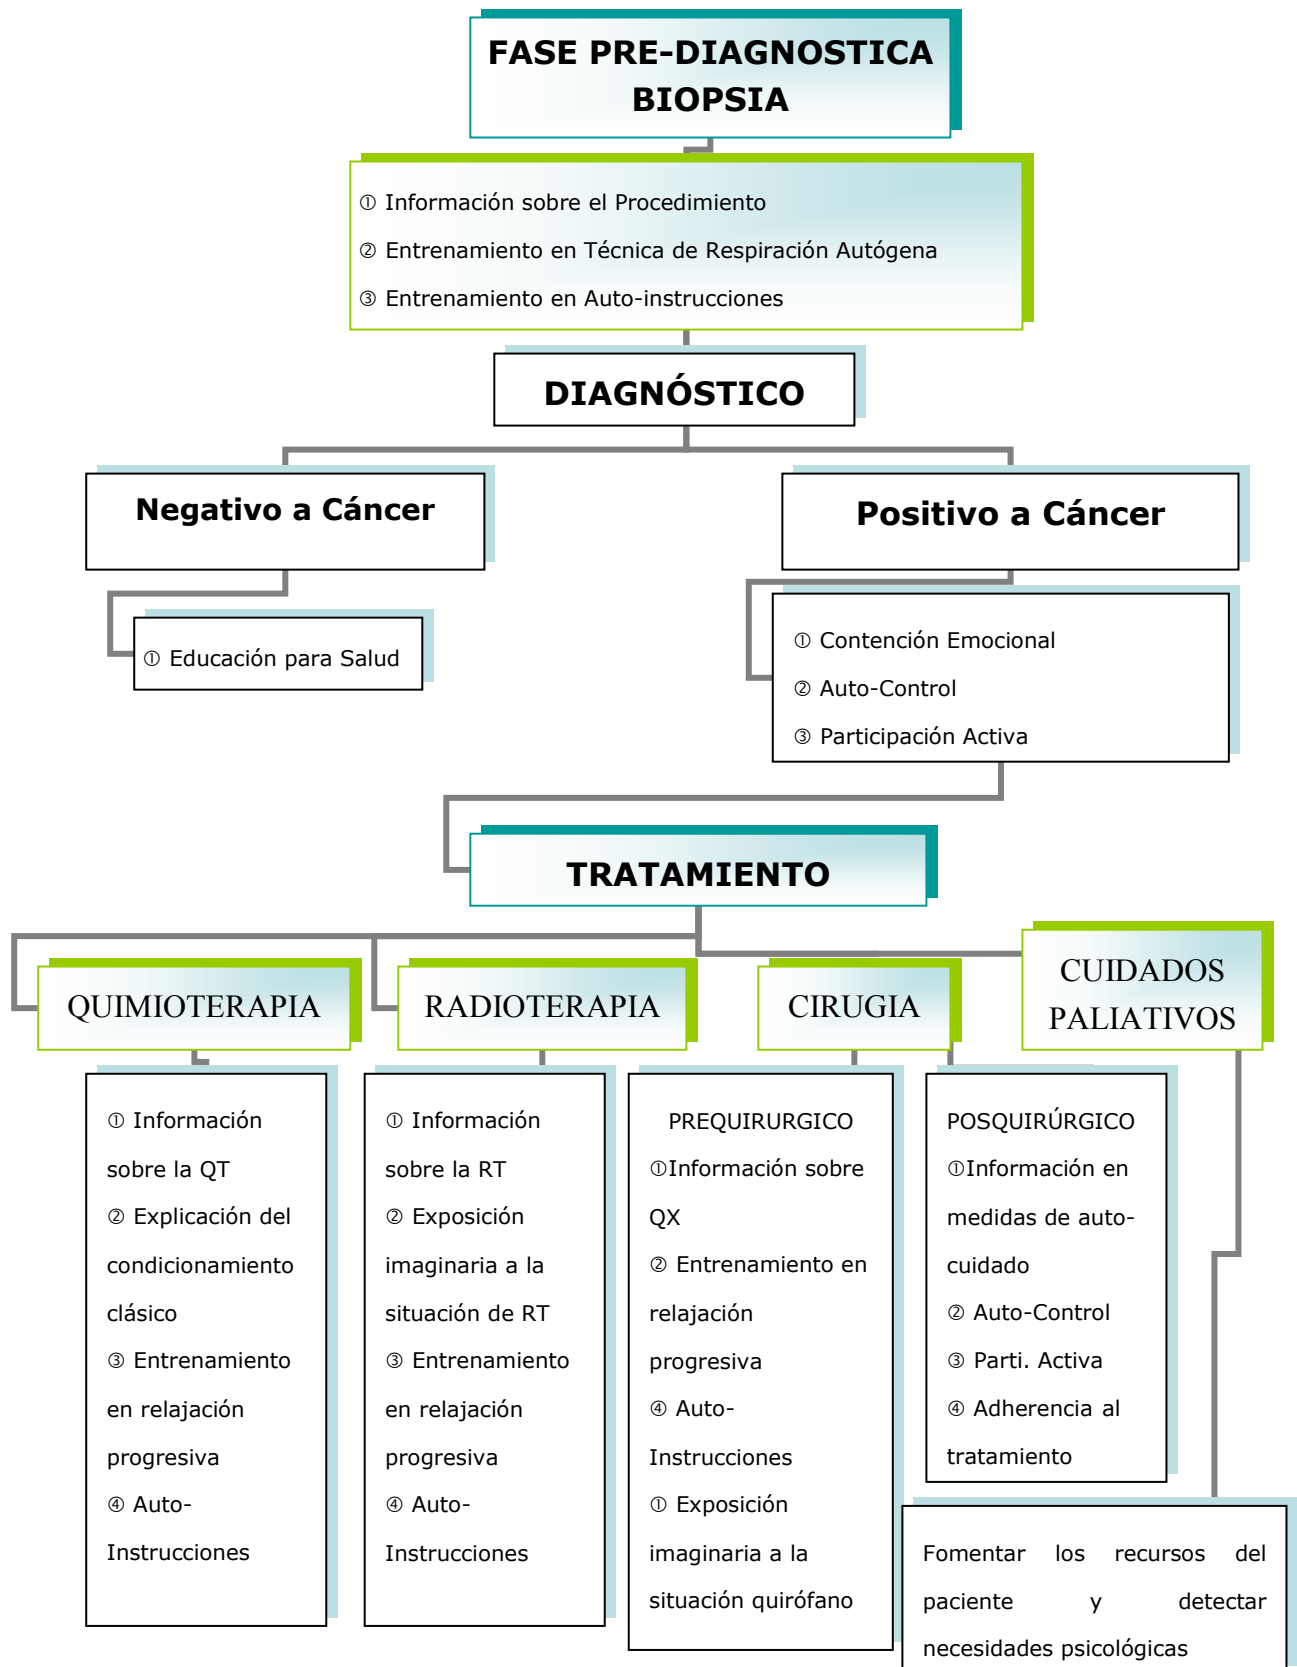 FASE PRE-DIAGNOSTICA
BIOPSIA
① Información sobre el Procedimiento
② Entrenamiento en Técnica de Respiración Autógena
③ Entrenamiento en Auto-instrucciones
DIAGNÓSTICO
Negativo a Cáncer
Positivo a Cáncer
① Educación para Salud
① Contención Emocional
② Auto-Control
③ Participación Activa
TRATAMIENTO
QUIMIOTERAPIA
RADIOTERAPIA
CIRUGIA
CUIDADOS
PALIATIVOS
① Información
sobre la QT
② Explicación del
condicionamiento
clásico
③ Entrenamiento
en relajación
progresiva
④ Auto-
Instrucciones
① Información
sobre la RT
② Exposición
imaginaria a la
situación de RT
③ Entrenamiento
en relajación
progresiva
④ Auto-
Instrucciones
PREQUIRURGICO
①Información sobre
QX
② Entrenamiento en
relajación
progresiva
④ Auto-
Instrucciones
① Exposición
imaginaria a la
situación quirófano
POSQUIRÚRGICO
①Información en
medidas de auto-
cuidado
② Auto-Control
③ Parti. Activa
④ Adherencia al
tratamiento
Fomentar los recursos del
paciente y detectar
necesidades psicológicas